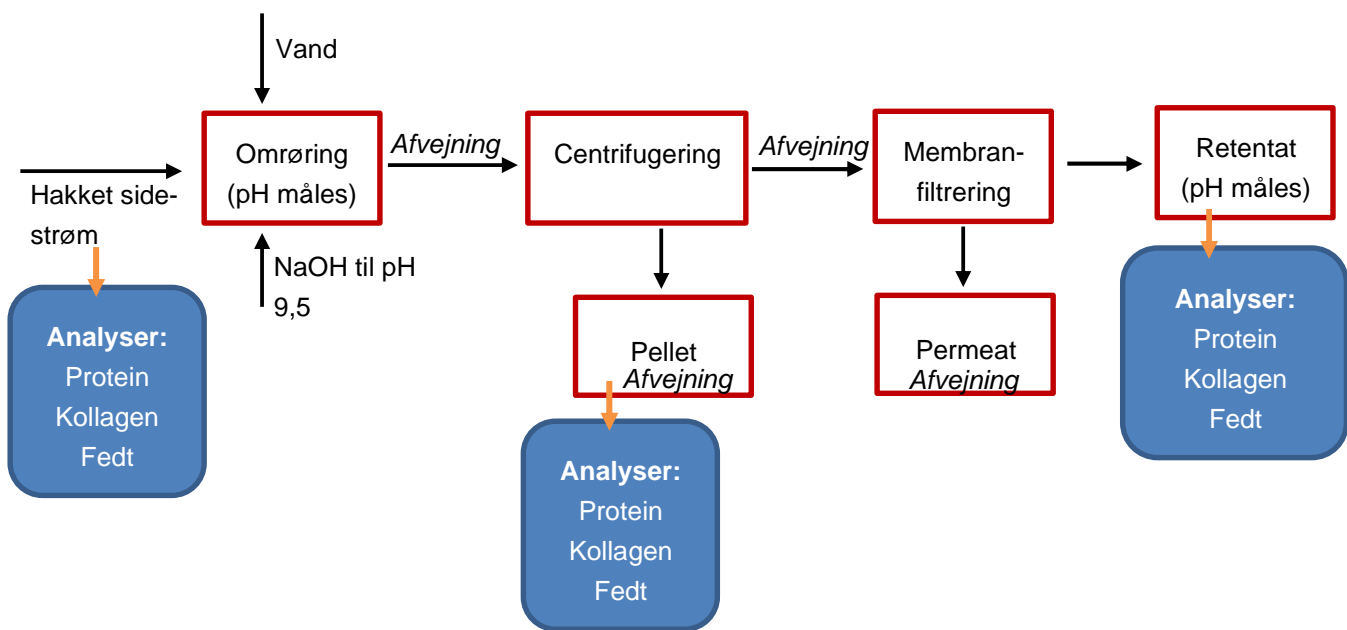 Vand
Hakket side-
strøm
Omrøring
(pH måles)
NaOH til pH
9,5
Afvejning
Centrifugering
Afvejning
Membran-
filtrering
Retentat
(pH måles)
Pellet
Afvejning
Permeat
Afvejning
Analyser:
Protein
Kollagen
Fedt
Analyser:
Protein
Kollagen
Fedt
Analyser:
Protein
Kollagen
Fedt